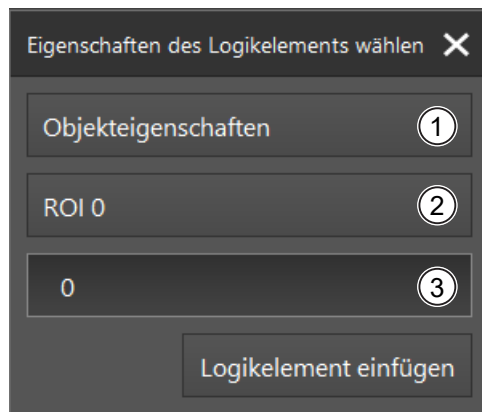 Eigenschaften des Logikelements wählen
Objekteigenschaften 1
ROI 0 2
0 3
Logikelement einfügen